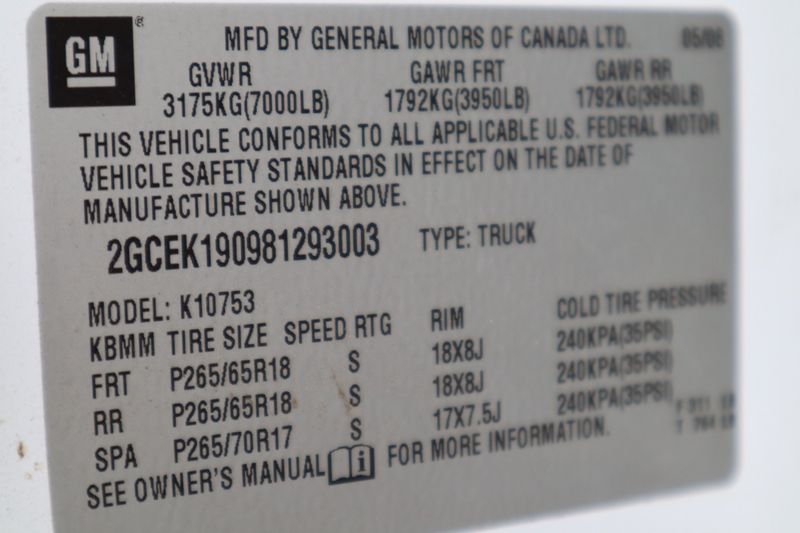 GM ®
MFD BY GENERAL MOTORS OF CANADA LTD. 05/08
GVWR GAWR FRT GAWR RR
3175KG(7000LB) 1792KG(3950LB) 1792KG(3950LB)
THIS VEHICLE CONFORMS TO ALL APPLICABLE U.S. FEDERAL MOTOR
VEHICLE SAFETY STANDARDS IN EFFECT ON THE DATE OF
MANUFACTURE SHOWN ABOVE.
2GCEK190981293003 TYPE: TRUCK
MODEL: K10753
KBMM TIRE SIZE SPEED RTG RIM COLD TIRE PRESSURE
FRT P265/65R18 S 18X8J 240KPA(35PSI)
RR P265/65R18 S 18X8J 240KPA(35PSI)
SPA P265/70R17 S 17X7.5J 240KPA(35PSI)
SEE OWNER'S MANUAL FOR MORE INFORMATION.